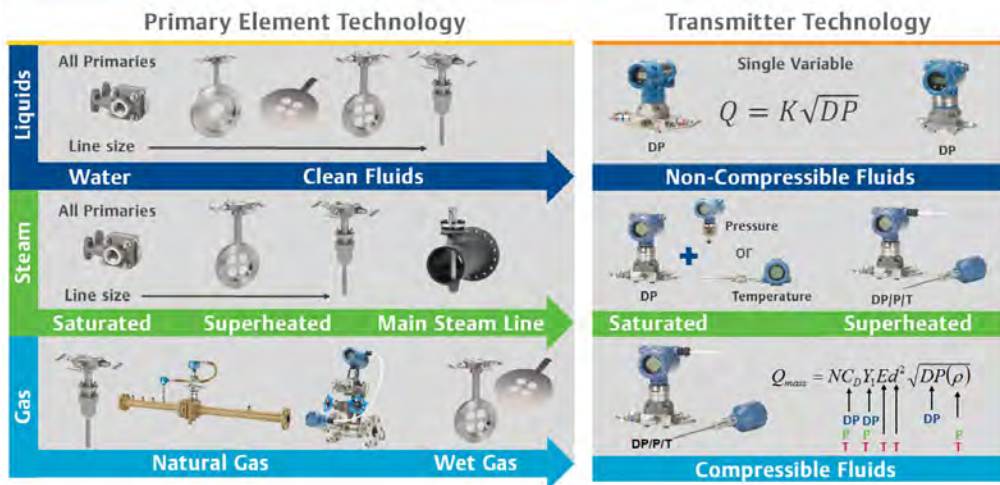 Primary Element Technology
Transmitter Technology
Liquids
All Primaries
Line size
Water
Clean Fluids
Single Variable
Q = K√DP
DP
DP
Non-Compressible Fluids
Steam
All Primaries
Line size
Saturated
Superheated
Main Steam Line
Pressure
or
Temperature
DP
DP/P/T
Saturated
Superheated
Gas
Natural Gas
Wet Gas
DP/P/T
Q_mass = NC_D Y_1 Ed² √DP(ρ)
DP DP DP
P P P
T T T T T
Compressible Fluids